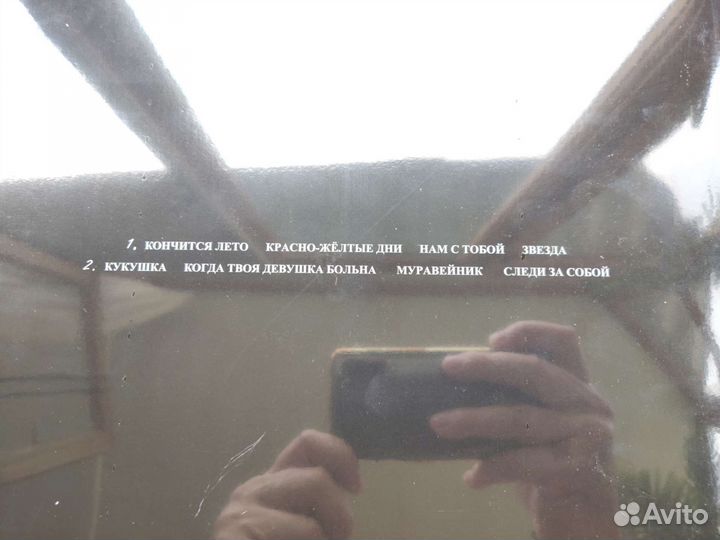 1. КОНЧИТСЯ ЛЕТО КРАСНО-ЖЁЛТЫЕ ДНИ НАМ С ТОБОЙ ЗВЕЗДА
2. КУКУШКА КОГДА ТВОЯ ДЕВУШКА БОЛЬНА МУРАВЕЙНИК СЛЕДИ ЗА СОБОЙ
Avito